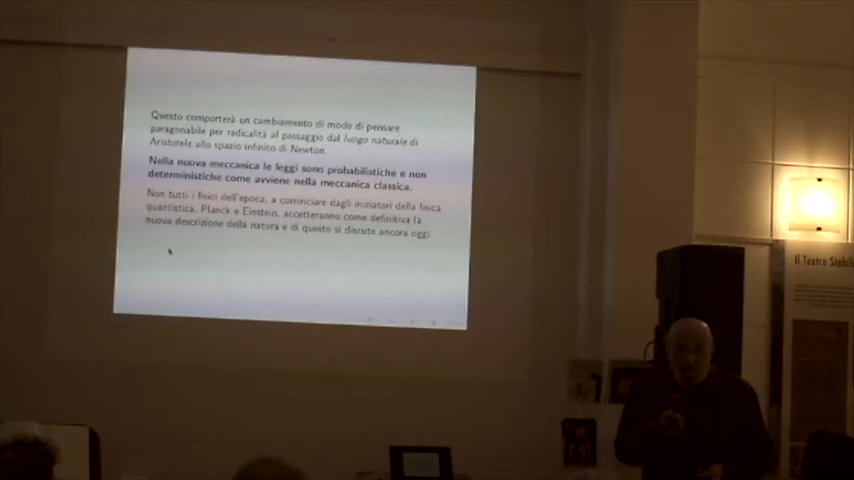 Questo comporterà un cambiamento di modo di pensare
paragonabile per radicalità al passaggio dal luogo naturale di
Aristotele allo spazio infinito di Newton.
Nella nuova meccanica le leggi sono probabilistiche e non
deterministiche come avviene nella meccanica classica.
Non tutti i fisici dell'epoca, a cominciare dagli iniziatori della fisica
quantistica, Planck e Einstein, accetteranno come definitiva la
nuova descrizione della natura e di questo si discute ancora oggi.
Il Teatro Stabil